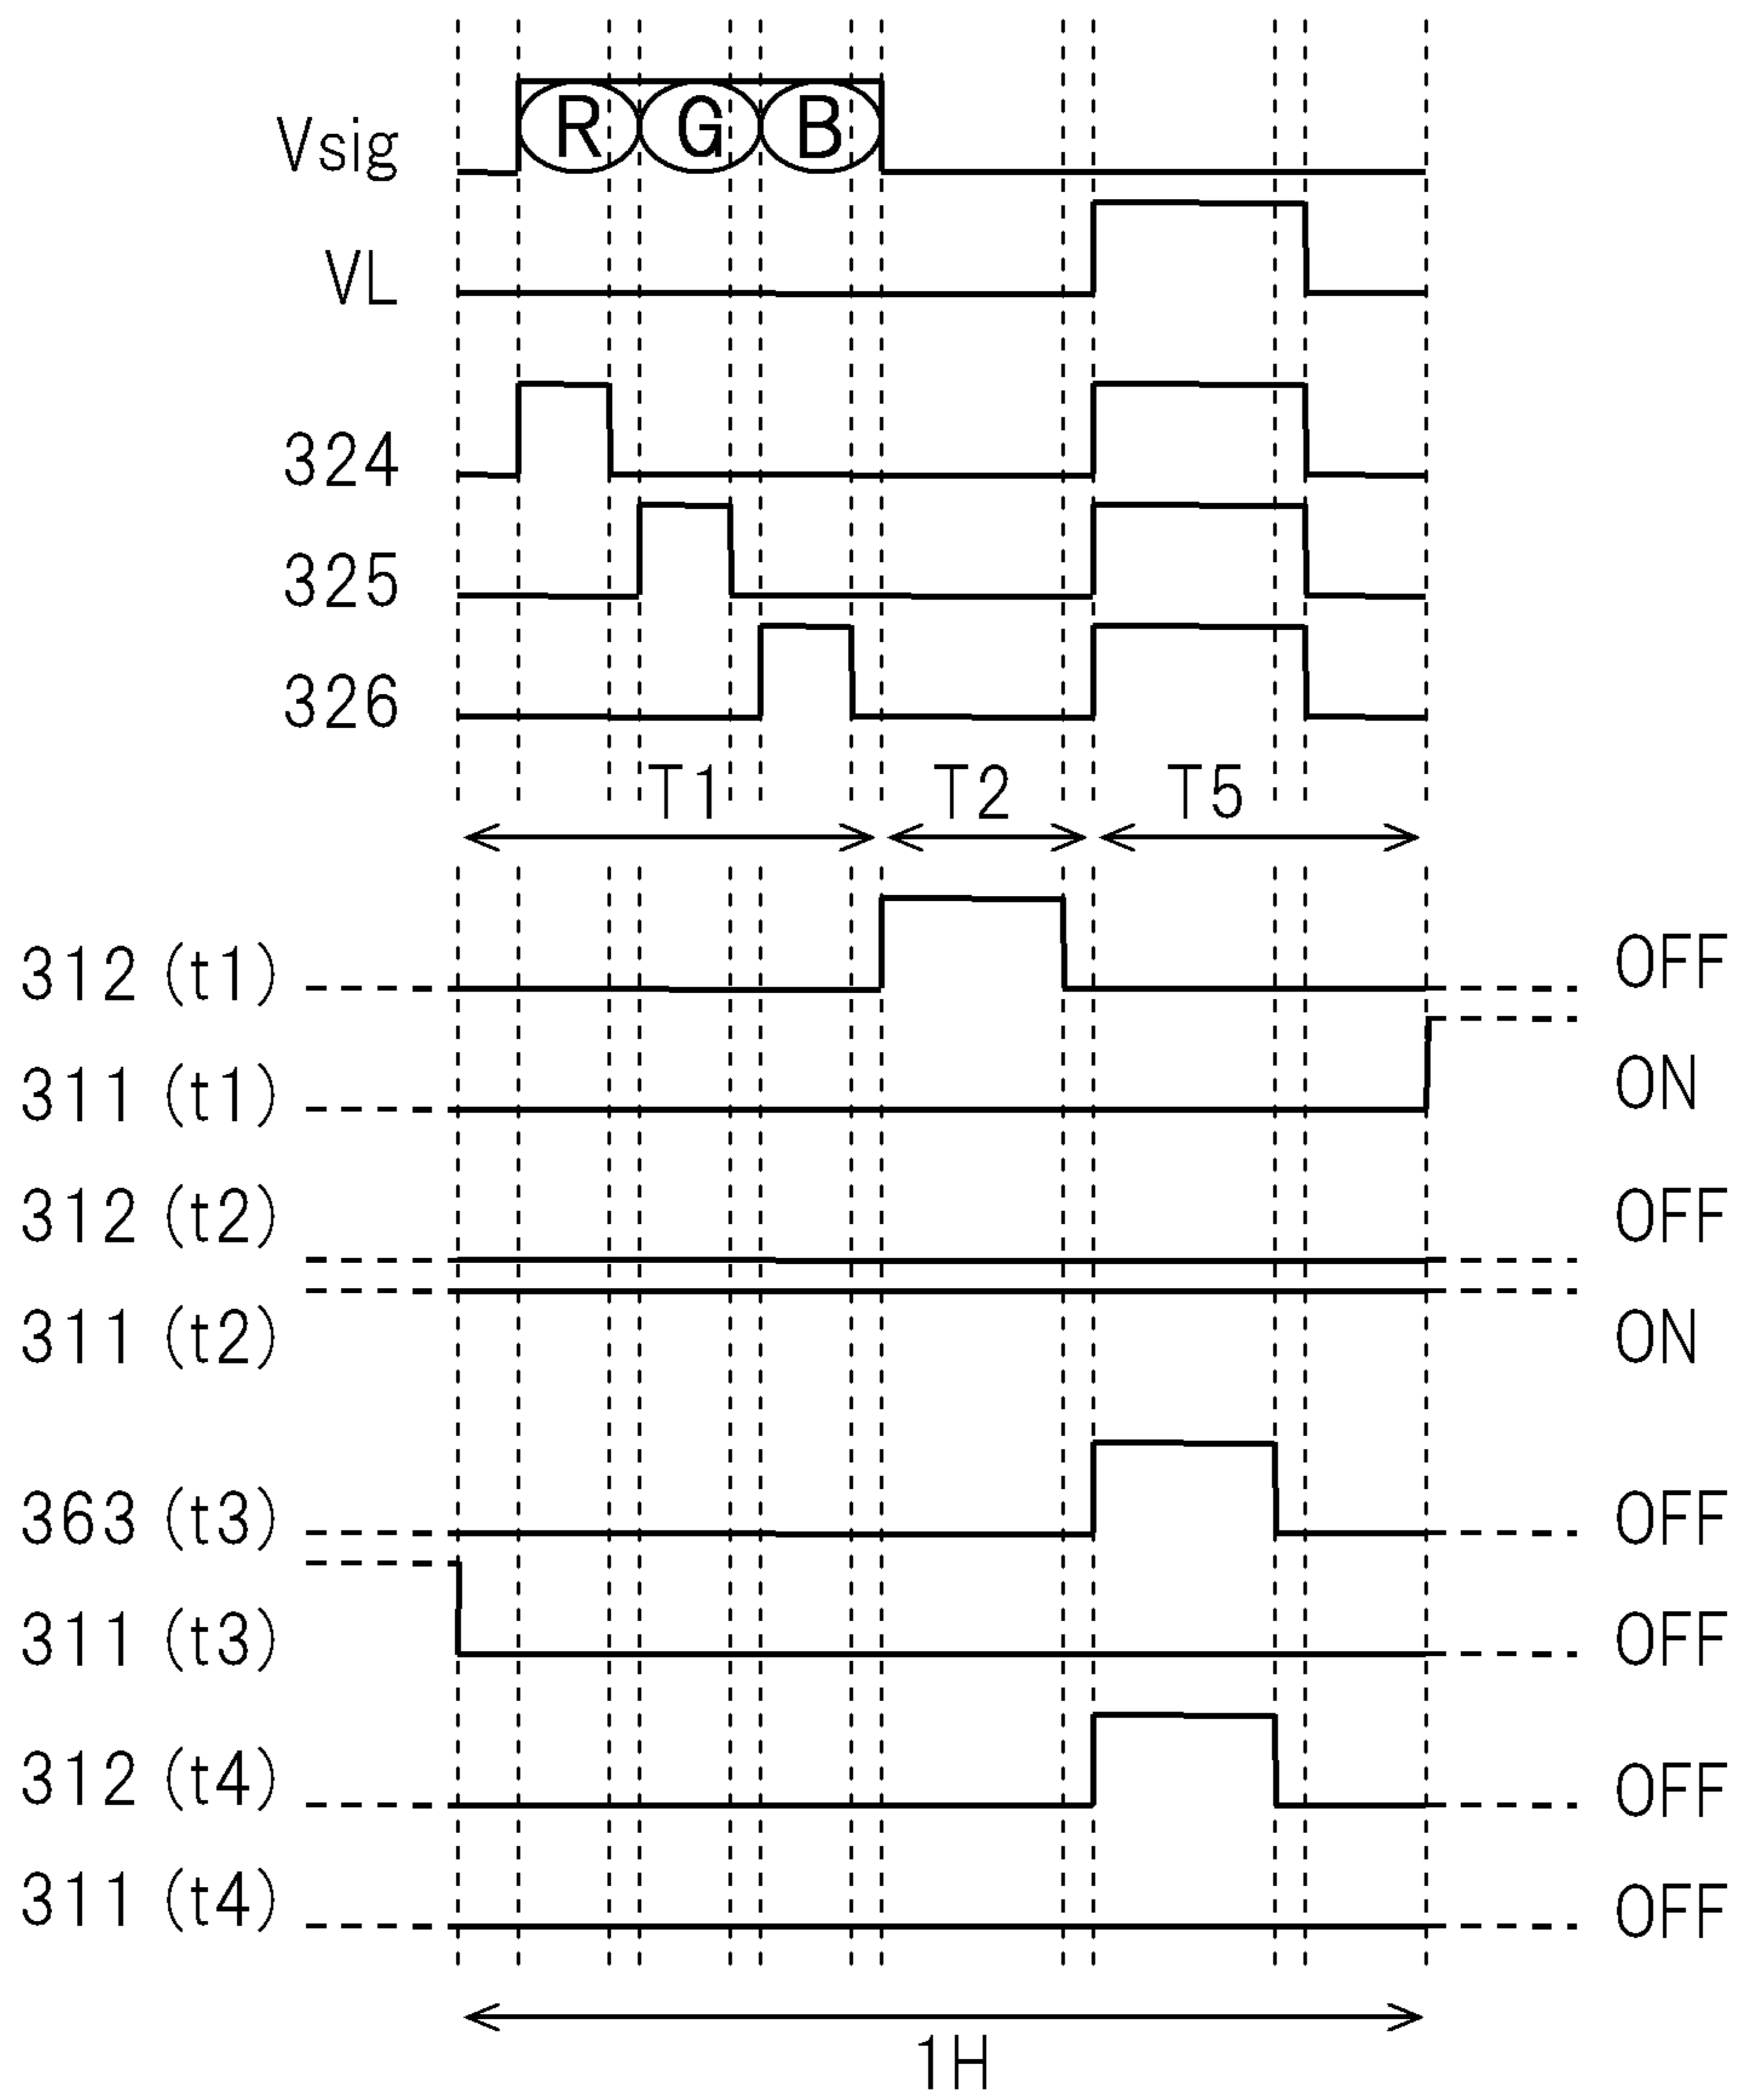 Vsig R G B
VL
324
325
326
T1 T2 T5
312 (t1) OFF
311 (t1) ON
312 (t2) OFF
311 (t2) ON
363 (t3) OFF
311 (t3) OFF
312 (t4) OFF
311 (t4) OFF
1H